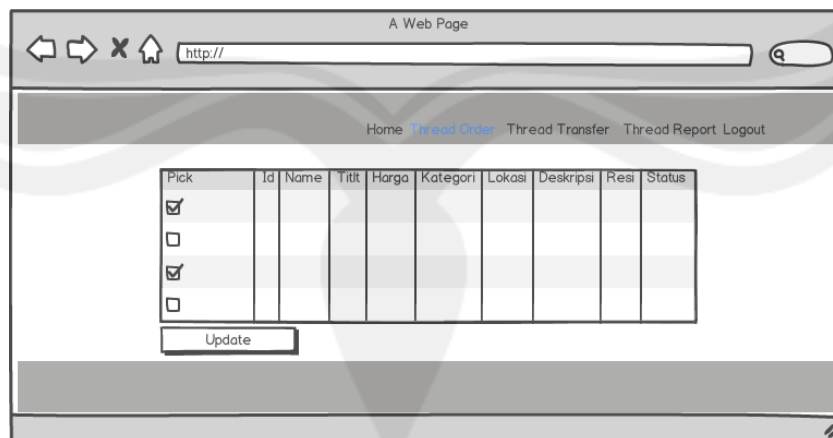 A Web Page
http://
Home Thread Order Thread Transfer Thread Report Logout
Pick Id Name Titlt Harga Kategori Lokasi Deskripsi Resi Status
Update